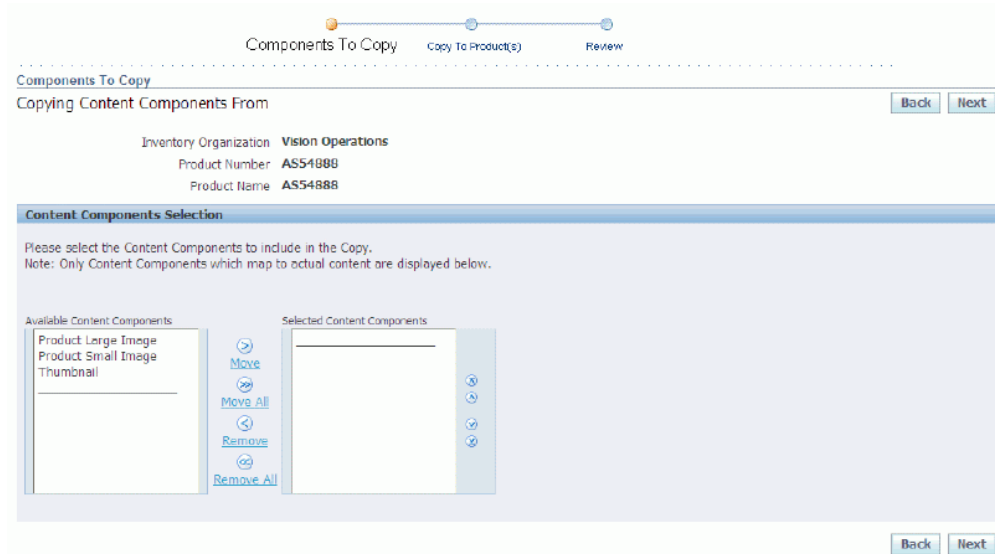 Components To Copy
Copy To Product(s)
Review
Components To Copy
Copying Content Components From
Back
Next
Inventory Organization Vision Operations
Product Number AS54888
Product Name AS54888
Content Components Selection
Please select the Content Components to include in the Copy.
Note: Only Content Components which map to actual content are displayed below.
Available Content Components
Product Large Image
Product Small Image
Thumbnail
Move
Move All
Remove
Remove All
Selected Content Components
Back
Next